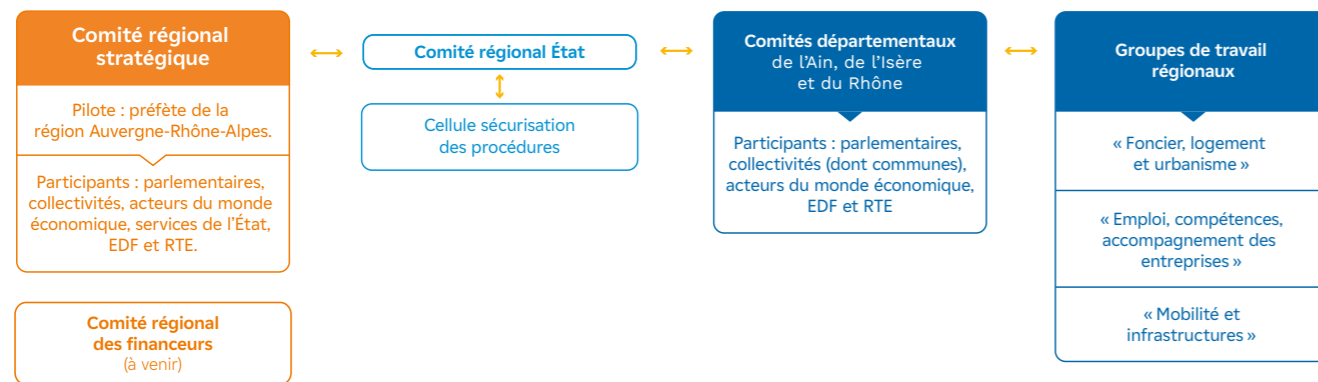 Comité régional
stratégique
Pilote : préfète de la
région Auvergne-Rhône-Alpes.
Participants : parlementaires,
collectivités, acteurs du monde
économique, services de l'État,
EDF et RTE.
Comité régional
des financeurs
(à venir)
Comité régional État
Cellule sécurisation
des procédures
Comités départementaux
de l'Ain, de l'Isère
et du Rhône
Participants : parlementaires,
collectivités (dont communes),
acteurs du monde économique,
EDF et RTE
Groupes de travail
régionaux
« Foncier, logement
et urbanisme »
« Emploi, compétences,
accompagnement des
entreprises »
« Mobilité et
infrastructures »